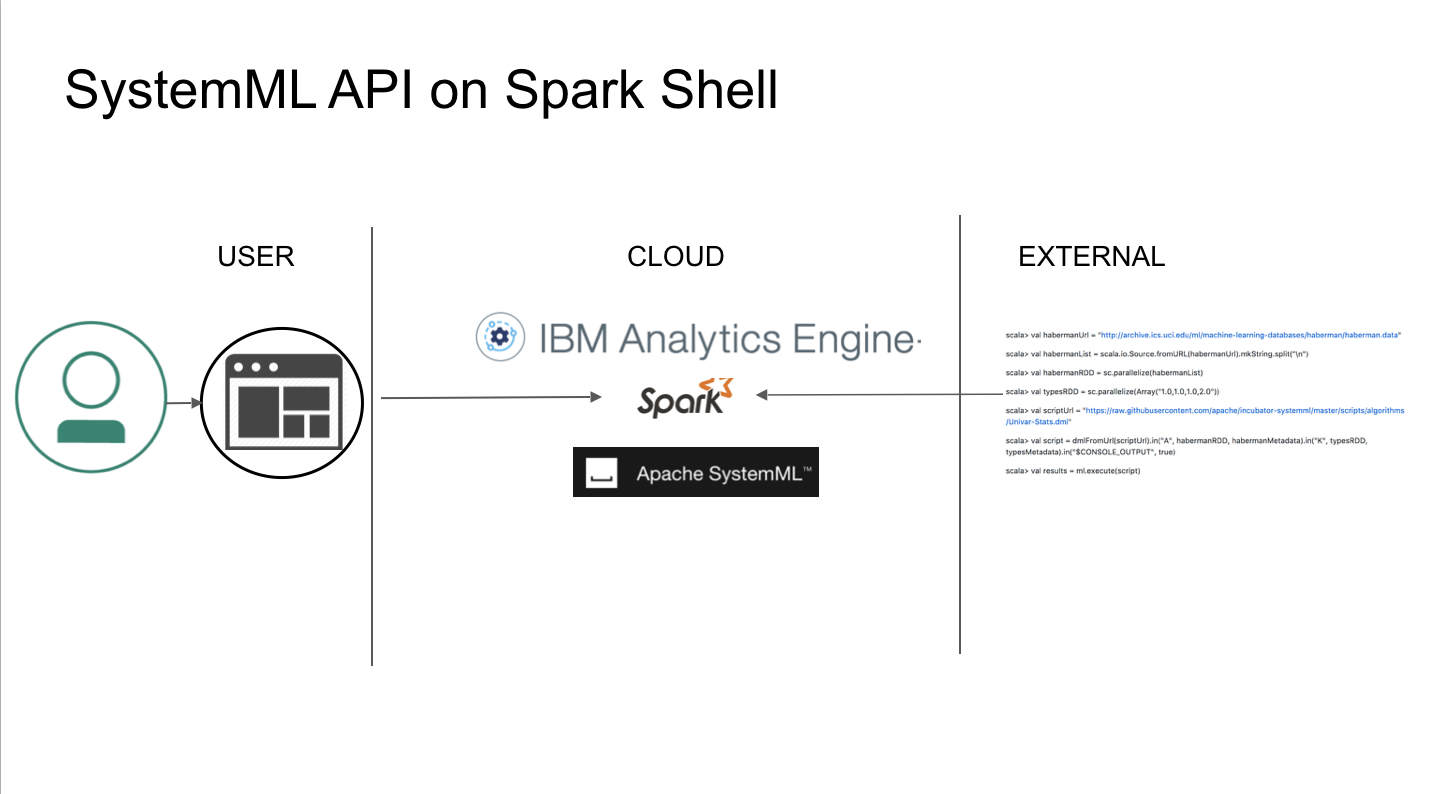 SystemML API on Spark Shell
USER
CLOUD
EXTERNAL
IBM Analytics Engine
Spark
Apache SystemML™
scala> val habermanUrl = "http://archive.ics.uci.edu/ml/machine-learning-databases/haberman/haberman.data"
scala> val habermanList = scala.io.Source.fromURL(habermanUrl).mkString.split("\n")
scala> val habermanRDD = sc.parallelize(habermanList)
scala> val typesRDD = sc.parallelize(Array("1.0,1.0,1.0,2.0"))
scala> val scriptUrl = "https://raw.githubusercontent.com/apache/incubator-systemml/master/scripts/algorithms
/Univar-Stats.dml"
scala> val script = dmlFromUrl(scriptUrl).in("A", habermanRDD, habermanMetadata).in("K", typesRDD,
typesMetadata).in("$CONSOLE_OUTPUT", true)
scala> val results = ml.execute(script)